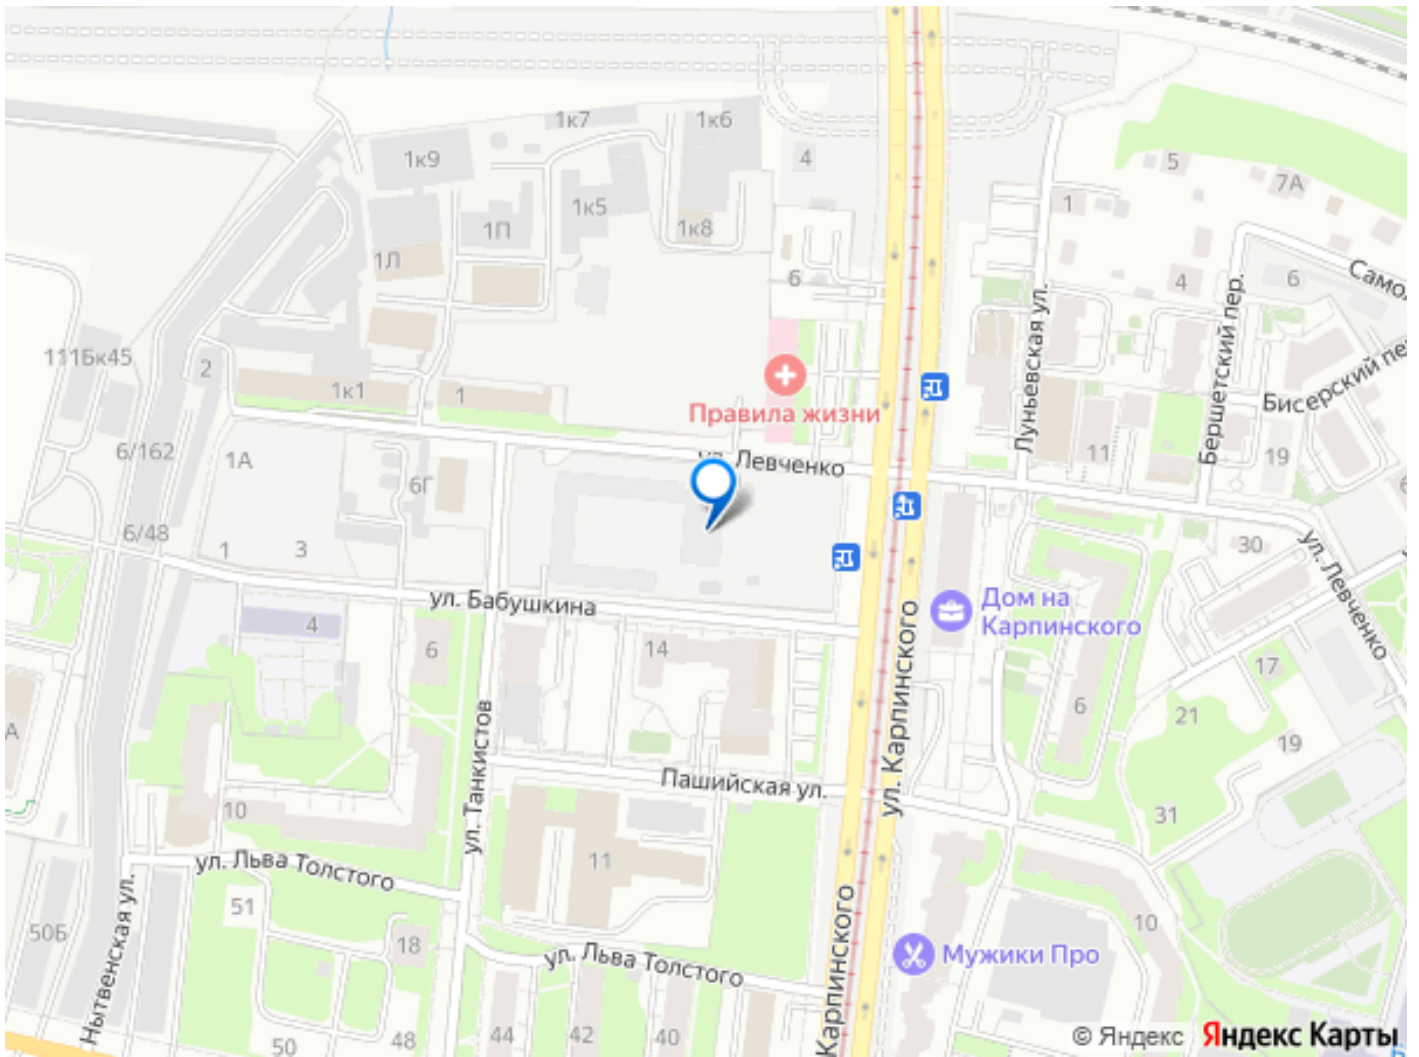 1к7
1к6
1к9
4
5
7А
1к5
1
1П
1к8
1Л
6
4
6
Само
Бершетский пер.
Луньевская ул.
111Бк45
2
1к1
1
Правила жизни
Бисерский пе
6/162
1А
6Г
ул. Левченко
11
19
6/48
1
3
30
ул. Левченко
ул. Бабушкина
4
6
14
Дом на
Карпинского
17
6
21
19
А
ул. Танкистов
Пашийская ул.
ул. Карпинского
31
10
ул. Льва Толстого
11
51
50Б
18
10
Нытвенская ул.
ул. Льва Толстого
Карпинского
Мужики Про
50
48
44
42
40
© Яндекс Яндекс Карты